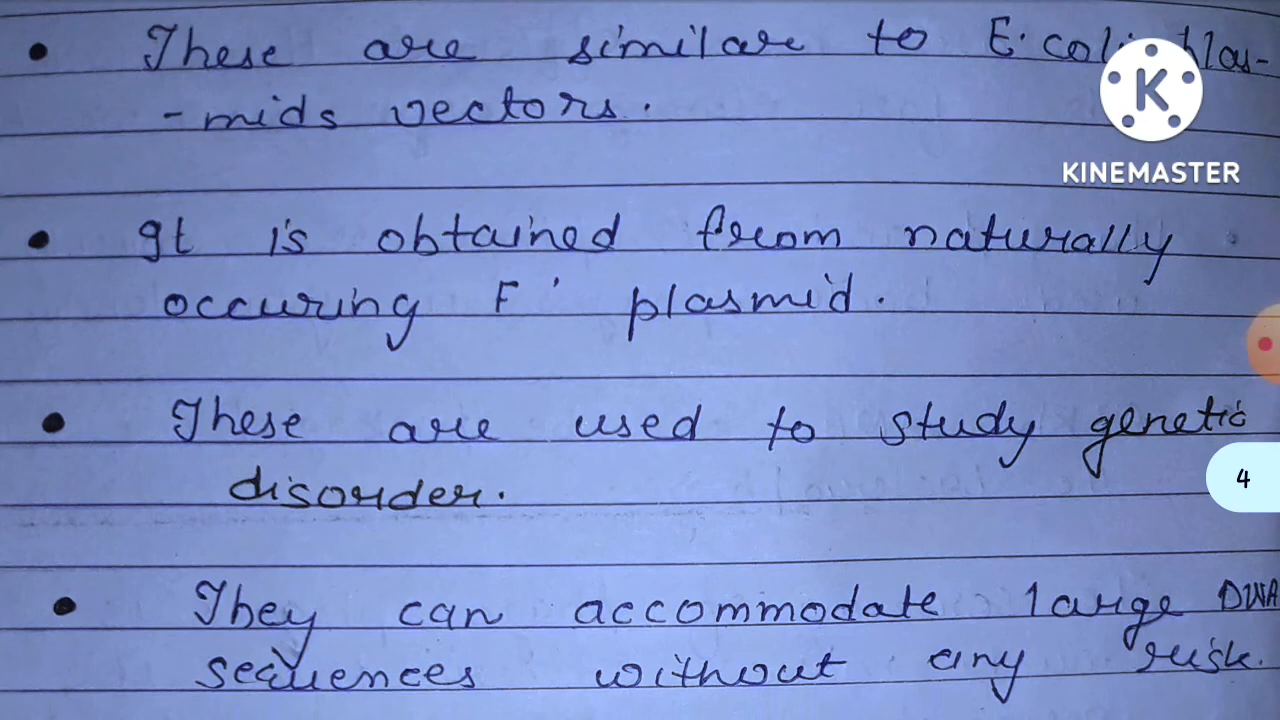 • These are similar to E. coli plas-
- mids vectors.
KINEMASTER
• It is obtained from naturally
occuring F' plasmid.
• These are used to study genetic
disorder.
4
• They can accommodate large DNA
sequences without any risk.